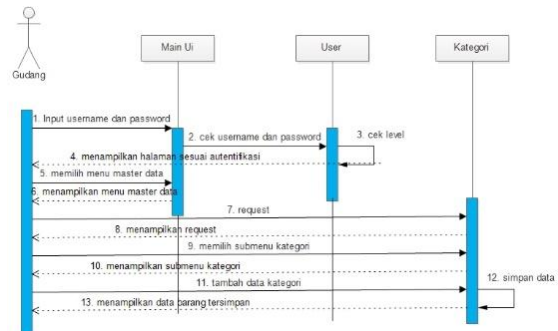 Main Ui
User
Kategori
Gudang
1. Input username dan password
2. cek username dan password
3. cek level
4. menampilkan halaman sesuai autentifikasi
5. memilih menu master data
6. menampilkan menu master data
7. request
8. menampilkan request
9. memilih submenu kategori
10. menampilkan submenu kategori
11. tambah data kategori
12. simpan data
13. menampilkan data barang tersimpan